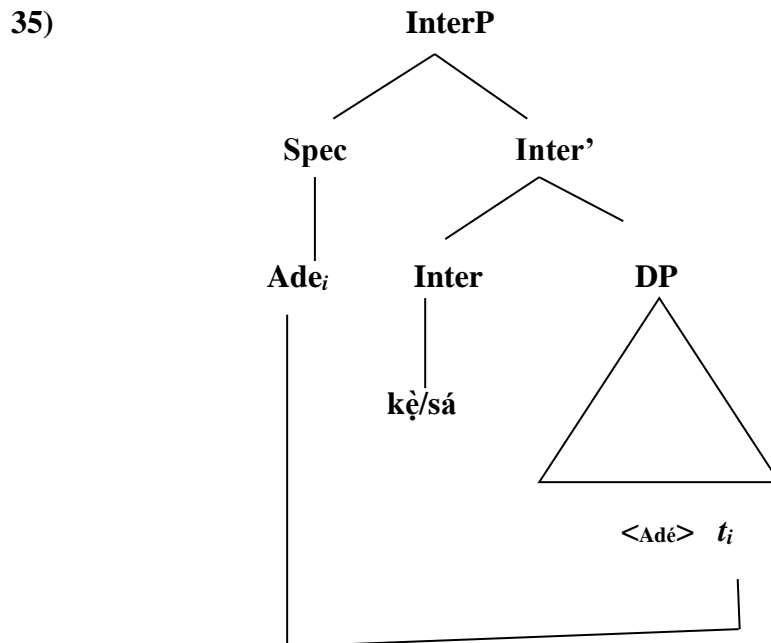 35) InterP
Spec Inter’
Adeᵢ Inter DP
kẹ̀/sá
<Adé> tᵢ